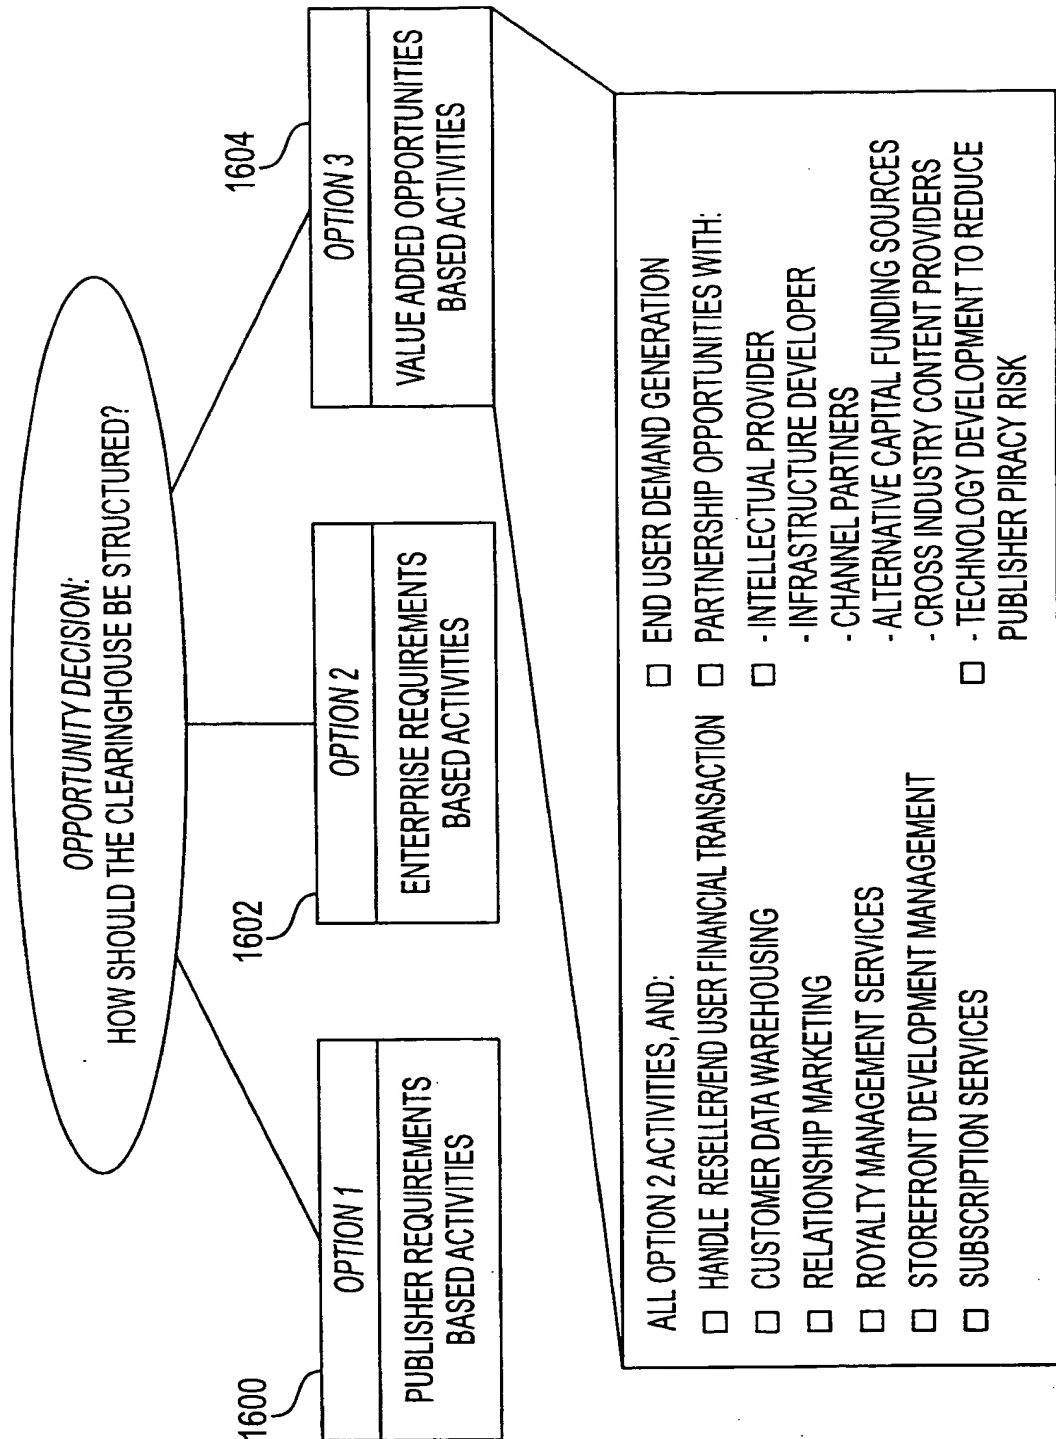 OPPORTUNITY DECISION:
HOW SHOULD THE CLEARINGHOUSE BE STRUCTURED?
1600
OPTION 1
PUBLISHER REQUIREMENTS
BASED ACTIVITIES
1602
OPTION 2
ENTERPRISE REQUIREMENTS
BASED ACTIVITIES
1604
OPTION 3
VALUE ADDED OPPORTUNITIES
BASED ACTIVITIES
ALL OPTION 2 ACTIVITIES, AND:
☐ HANDLE RESELLER/END USER FINANCIAL TRANSACTION
☐ CUSTOMER DATA WAREHOUSING
☐ RELATIONSHIP MARKETING
☐ ROYALTY MANAGEMENT SERVICES
☐ STOREFRONT DEVELOPMENT MANAGEMENT
☐ SUBSCRIPTION SERVICES
☐ END USER DEMAND GENERATION
☐ PARTNERSHIP OPPORTUNITIES WITH:
☐ - INTELLECTUAL PROVIDER
- INFRASTRUCTURE DEVELOPER
- CHANNEL PARTNERS
- ALTERNATIVE CAPITAL FUNDING SOURCES
- CROSS INDUSTRY CONTENT PROVIDERS
☐ - TECHNOLOGY DEVELOPMENT TO REDUCE
PUBLISHER PIRACY RISK